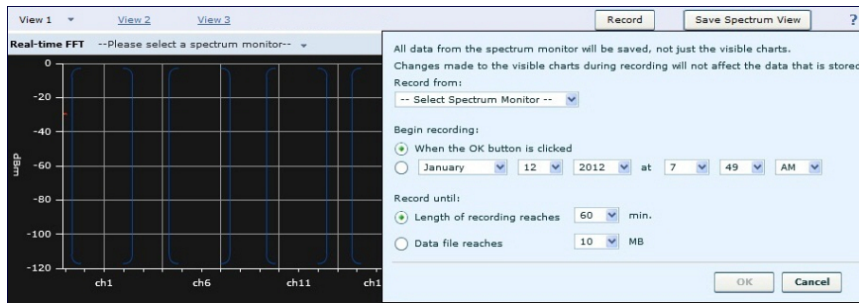 View 1 View 2 View 3 Record Save Spectrum View ?
Real-time FFT --Please select a spectrum monitor--
All data from the spectrum monitor will be saved, not just the visible charts.
Changes made to the visible charts during recording will not affect the data that is stored
Record from:
-- Select Spectrum Monitor --
Begin recording:
When the OK button is clicked
January 12 2012 at 7 49 AM
Record until:
Length of recording reaches 60 min.
Data file reaches 10 MB
OK Cancel
dBm
0
-20
-40
-60
-80
-100
-120
ch1 ch6 ch11 ch1